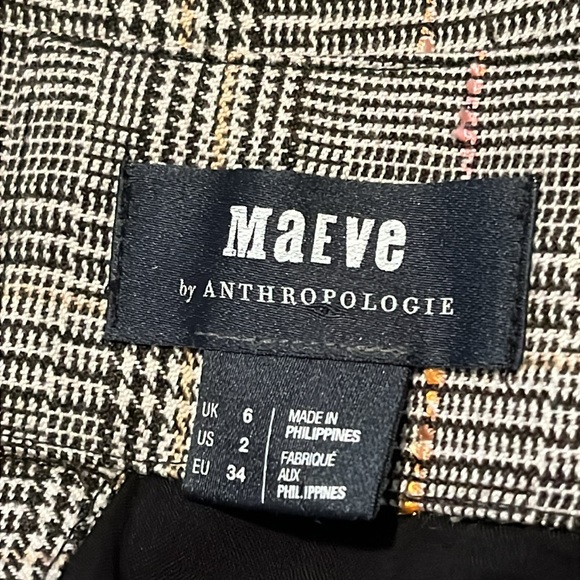 MaEve
by ANTHROPOLOGIE
UK 6
US 2
EU 34
MADE IN
PHILIPPINES
FABRIQUÉ
AUX
PHILIPPINES